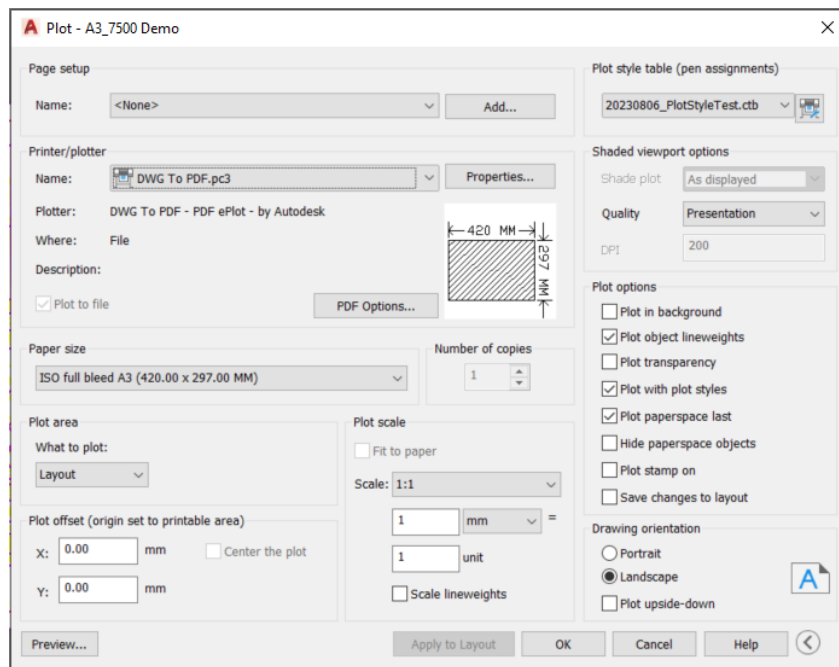 Plot - A3_7500 Demo
Page setup
Name:
<None>
Add...
Plot style table (pen assignments)
20230806_PlotStyleTest.ctb
Printer/plotter
Name:
DWG To PDF.pc3
Properties...
Plotter:
DWG To PDF - PDF ePlot - by Autodesk
Where:
File
Description:
Plot to file
PDF Options...
420 MM
297 MM
Shaded viewport options
Shade plot
As displayed
Quality
Presentation
DPI
200
Paper size
ISO full bleed A3 (420.00 x 297.00 MM)
Number of copies
1
Plot options
Plot in background
Plot object lineweights
Plot transparency
Plot with plot styles
Plot paperspace last
Hide paperspace objects
Plot stamp on
Save changes to layout
Plot area
What to plot:
Layout
Plot scale
Fit to paper
Scale:
1:1
1
mm
=
1
unit
Scale lineweights
Plot offset (origin set to printable area)
X:
0.00
mm
Center the plot
Y:
0.00
mm
Drawing orientation
Portrait
Landscape
Plot upside-down
A
Preview...
Apply to Layout
OK
Cancel
Help